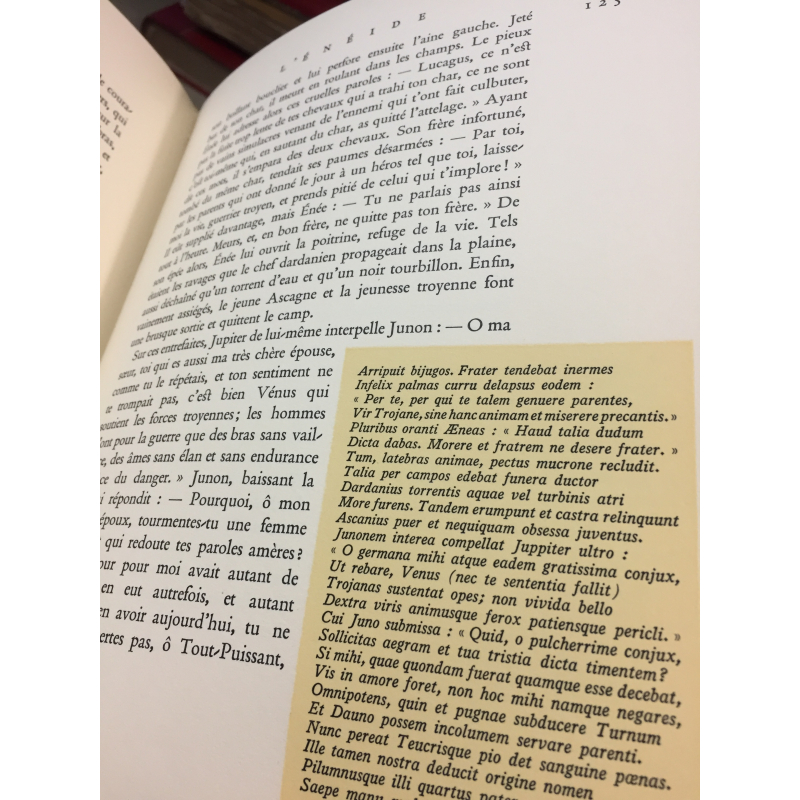 L'ÉNÉIDE
125
son brillant bouclier et lui perfore ensuite l'aine gauche. Jeté
bas de son char, il meurt en roulant dans les champs. Le pieux
Énée lui adresse alors ces cruelles paroles : — Lucagus, ce n'est
pas la fuite trop lente de tes chevaux qui a trahi ton char, ce ne sont
pas de vains simulacres venant de l'ennemi qui t'ont fait culbuter,
c'est toi-même qui, en sautant du char, as quitté l'attelage. » Ayant
dit ces mots, il s'empara des deux chevaux. Son frère infortuné,
tombé du même char, tendait ses paumes désarmées : — Par toi,
par les parents qui ont donné le jour à un héros tel que toi, laisse-
moi la vie, guerrier troyen, et prends pitié de celui qui t'implore ! »
Il eût supplié davantage, mais Énée : — Tu ne parlais pas ainsi
tout à l'heure. Meurs, et, en bon frère, ne quitte pas ton frère. » De
son épée alors, Énée lui ouvrit la poitrine, refuge de la vie. Tels
étaient les ravages que le chef dardanien propageait dans la plaine,
aussi déchaîné qu'un torrent d'eau et qu'un noir tourbillon. Enfin,
vainement assiégés, le jeune Ascagne et la jeunesse troyenne font
une brusque sortie et quittent le camp.
Sur ces entrefaites, Jupiter de lui-même interpelle Junon : — O ma
sœur, toi qui es aussi ma très chère épouse,
comme tu le répétais, et ton sentiment ne
te trompait pas, c'est bien Vénus qui
soutient les forces troyennes; les hommes
n'ont pour la guerre que des bras sans vail-
, des âmes sans élan et sans endurance
du danger. » Junon, baissant la
répondit : — Pourquoi, ô mon
époux, tourmentes-tu une femme
qui redoute tes paroles amères?
pour moi avait autant de
en eut autrefois, et autant
avoir aujourd'hui, tu ne
pas, ô Tout-Puissant,
Arripuit bijugos. Frater tendebat inermes
Infelix palmas curru delapsus eodem :
« Per te, per qui te talem genuere parentes,
Vir Trojane, sine hanc animam et miserere precantis. »
Pluribus oranti Æneas : « Haud talia dudum
Dicta dabas. Morere et fratrem ne desere frater. »
Tum, latebras animae, pectus mucrone recludit.
Talia per campos edebat funera ductor
Dardanius torrentis aquae vel turbinis atri
More furens. Tandem erumpunt et castra relinquunt
Ascanius puer et nequiquam obsessa juventus.
Junonem interea compellat Juppiter ultro :
« O germana mihi atque eadem gratissima conjux,
Ut rebare, Venus (nec te sententia fallit)
Trojanas sustentat opes; non vivida bello
Dextra viris animusque ferox patiensque pericli. »
Cui Juno submissa : « Quid, o pulcherrime conjux,
Sollicitas aegram et tua tristia dicta timentem?
Si mihi, quae quondam fuerat quamque esse decebat,
Vis in amore foret, non hoc mihi namque negares,
Omnipotens, quin et pugnae subducere Turnum
Et Dauno possem incolumem servare parenti.
Nunc pereat Teucrisque pio det sanguine pœnas.
Ille tamen nostra deducit origine nomen
Pilumnusque illi quartus
Saepe manu